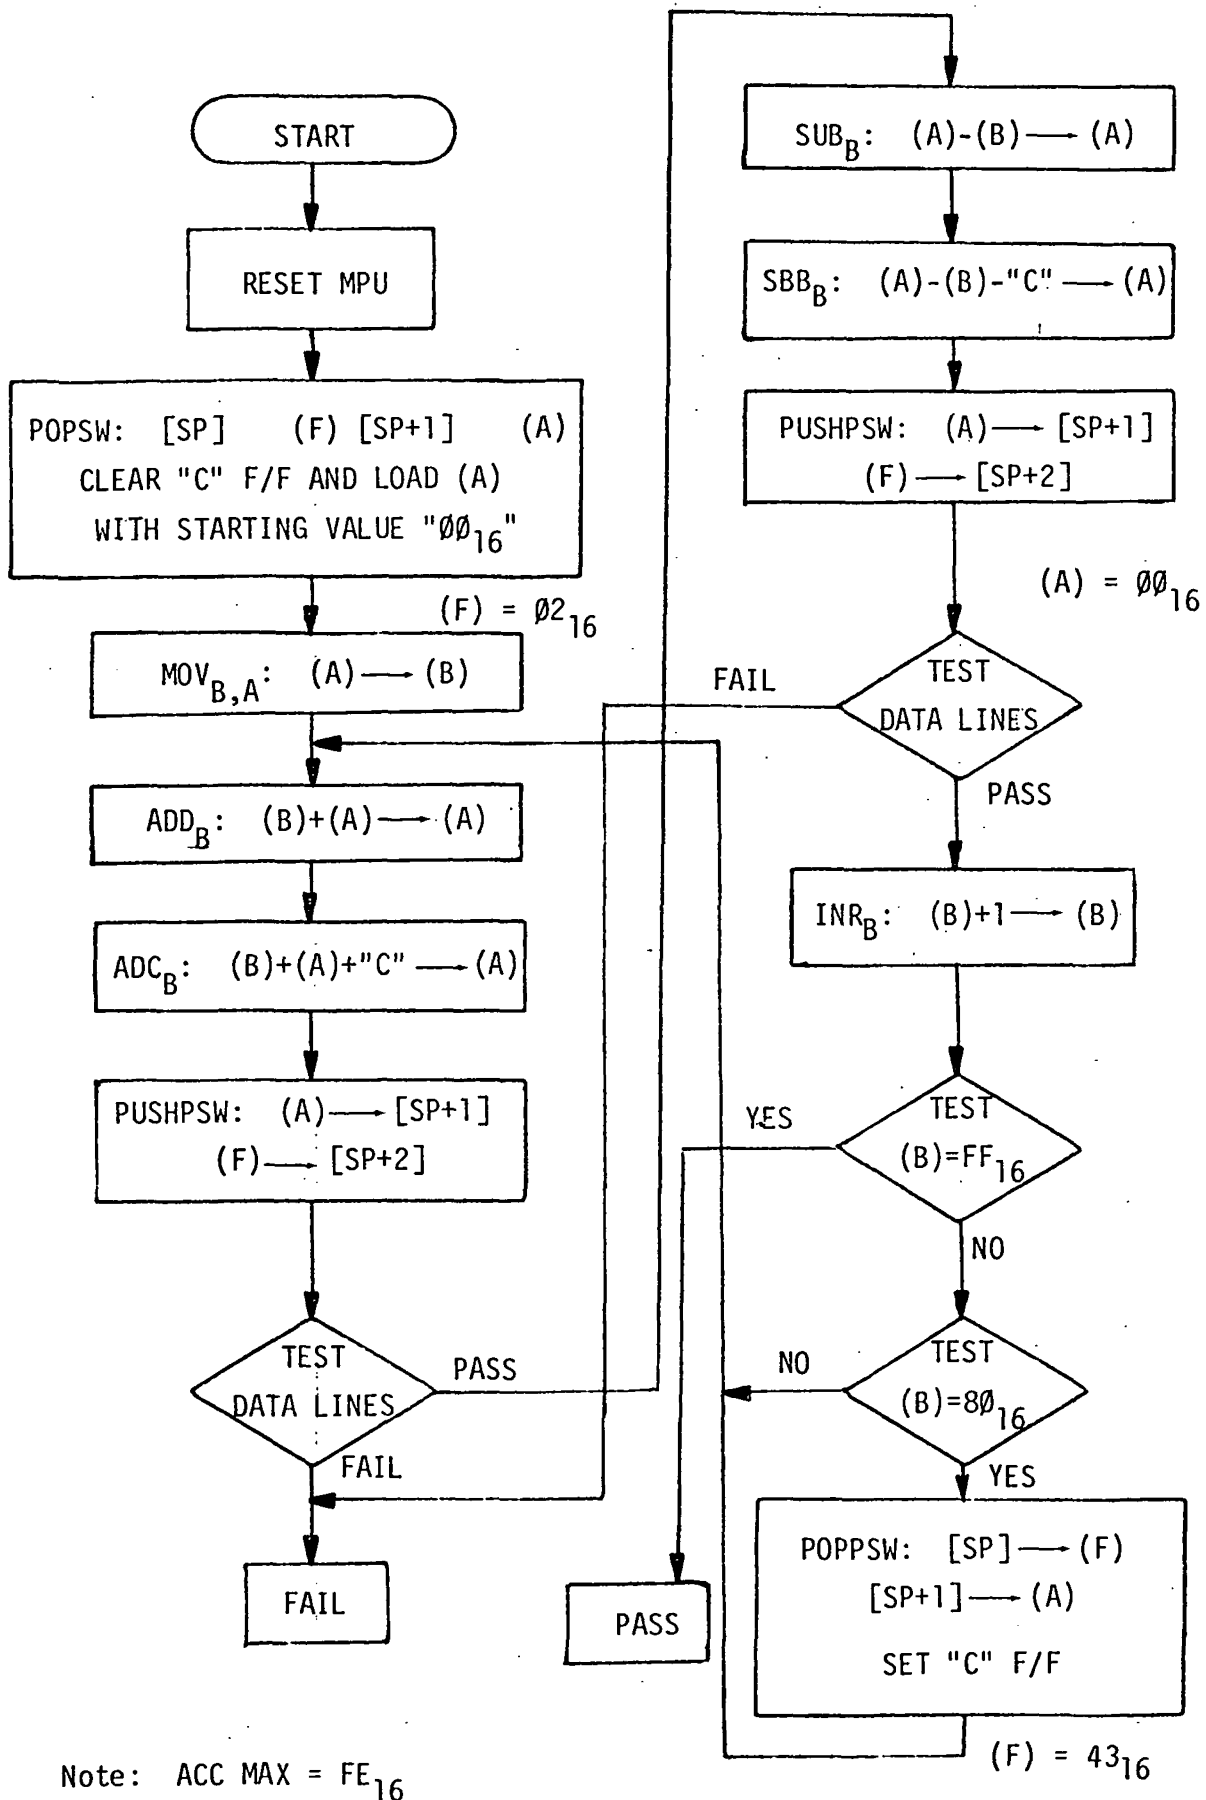 START
RESET MPU
POPSW: [SP] (F) [SP+1] (A)
CLEAR "C" F/F AND LOAD (A)
WITH STARTING VALUE "ØØ16"
(F) = Ø216
MOVB,A: (A) → (B)
ADDB: (B)+(A) → (A)
ADCB: (B)+(A)+"C" → (A)
PUSHPSW: (A) → [SP+1]
(F) → [SP+2]
TEST
DATA LINES
PASS
FAIL
FAIL
Note: ACC MAX = FE16
SUBB: (A)-(B) → (A)
SBBB: (A)-(B)-"C" → (A)
PUSHPSW: (A) → [SP+1]
(F) → [SP+2]
(A) = ØØ16
TEST
DATA LINES
FAIL
PASS
INRB: (B)+1 → (B)
TEST
(B)=FF16
YES
NO
TEST
(B)=8Ø16
NO
YES
POPPSW: [SP] → (F)
[SP+1] → (A)
SET "C" F/F
(F) = 4316
PASS